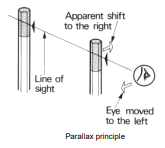 Apparent shift
to the right
Line of
sight
Eye moved
to the left
Parallax principle